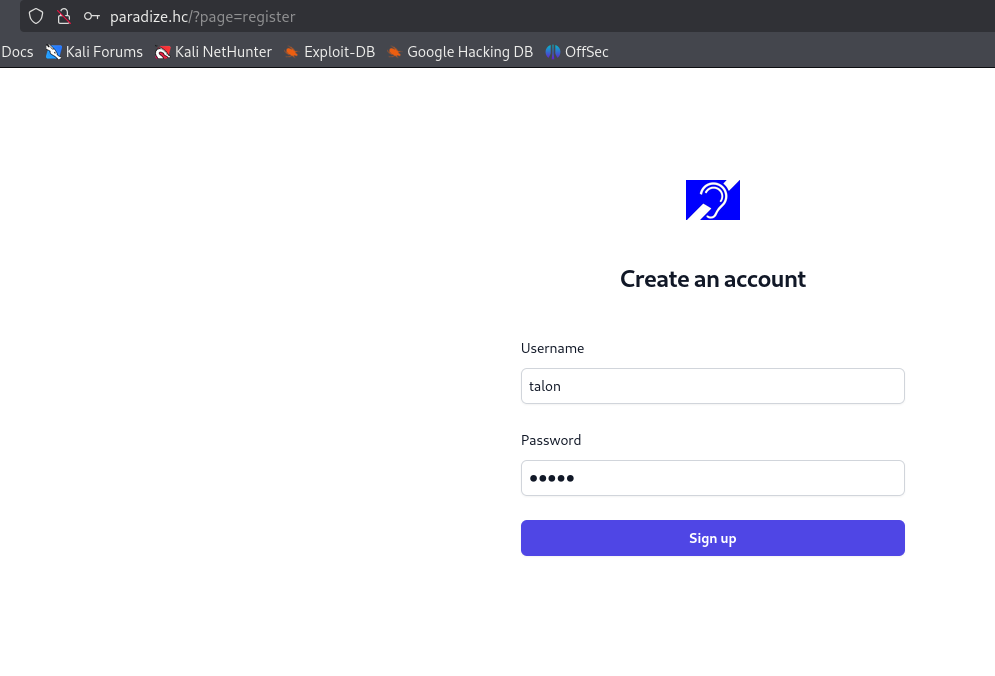 paradize.hc/?page=register
Docs Kali Forums Kali NetHunter Exploit-DB Google Hacking DB OffSec
Create an account
Username
talon
Password
●●●●●
Sign up